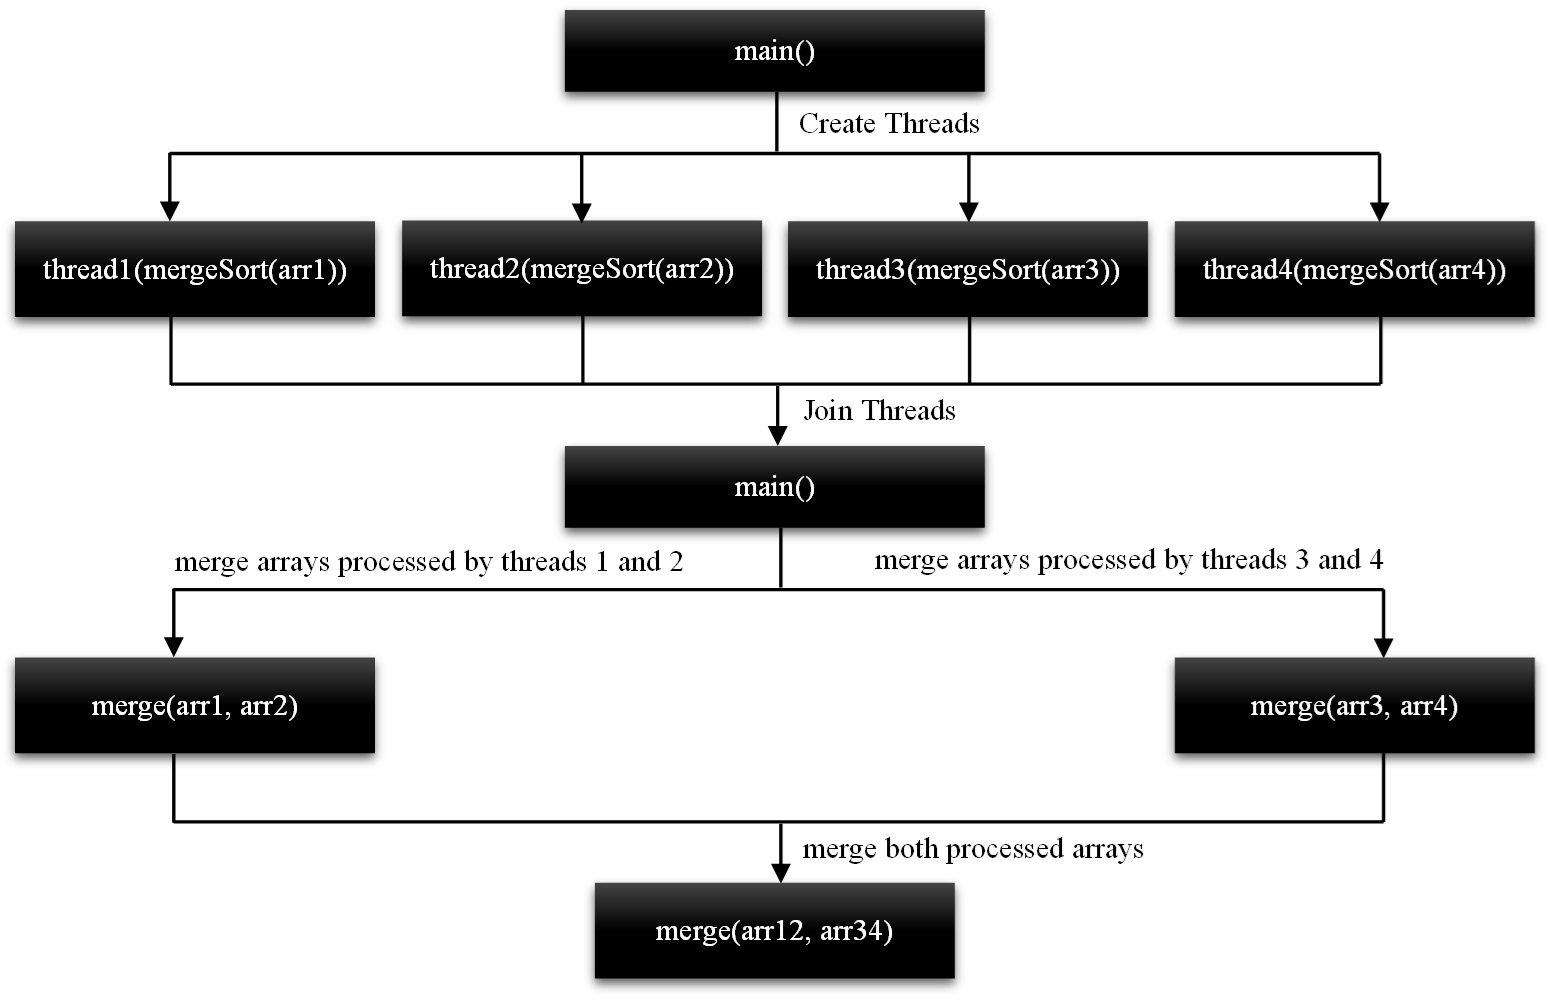 main()
Create Threads
thread1(mergeSort(arr1))
thread2(mergeSort(arr2))
thread3(mergeSort(arr3))
thread4(mergeSort(arr4))
Join Threads
main()
merge arrays processed by threads 1 and 2
merge arrays processed by threads 3 and 4
merge(arr1, arr2)
merge(arr3, arr4)
merge both processed arrays
merge(arr12, arr34)